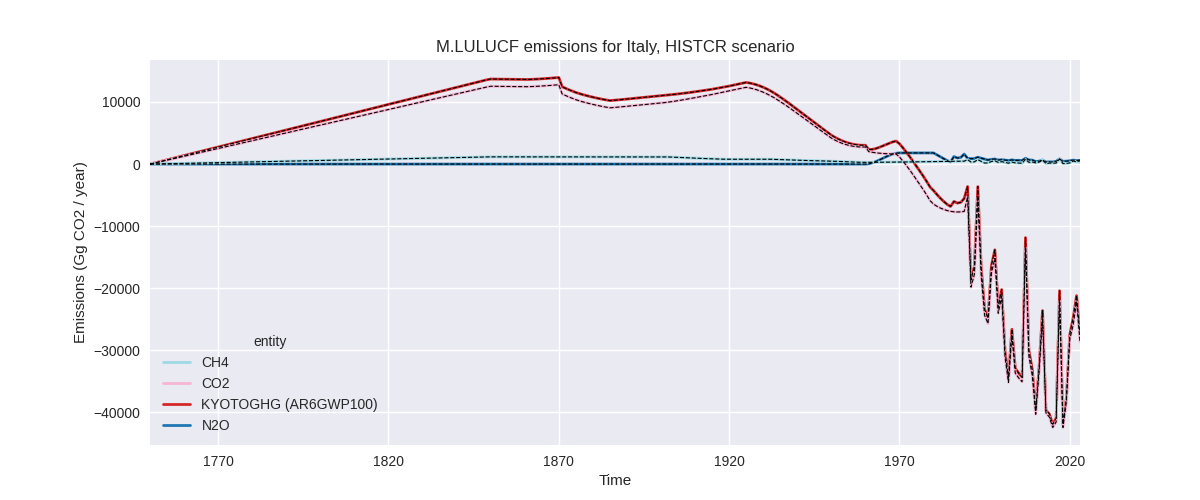 M.LULUCF emissions for Italy, HISTCR scenario
Emissions (Gg CO2 / year)
10000
0
−10000
−20000
−30000
−40000
entity
CH4
CO2
KYOTOGHG (AR6GWP100)
N2O
1770
1820
1870
1920
1970
2020
Time